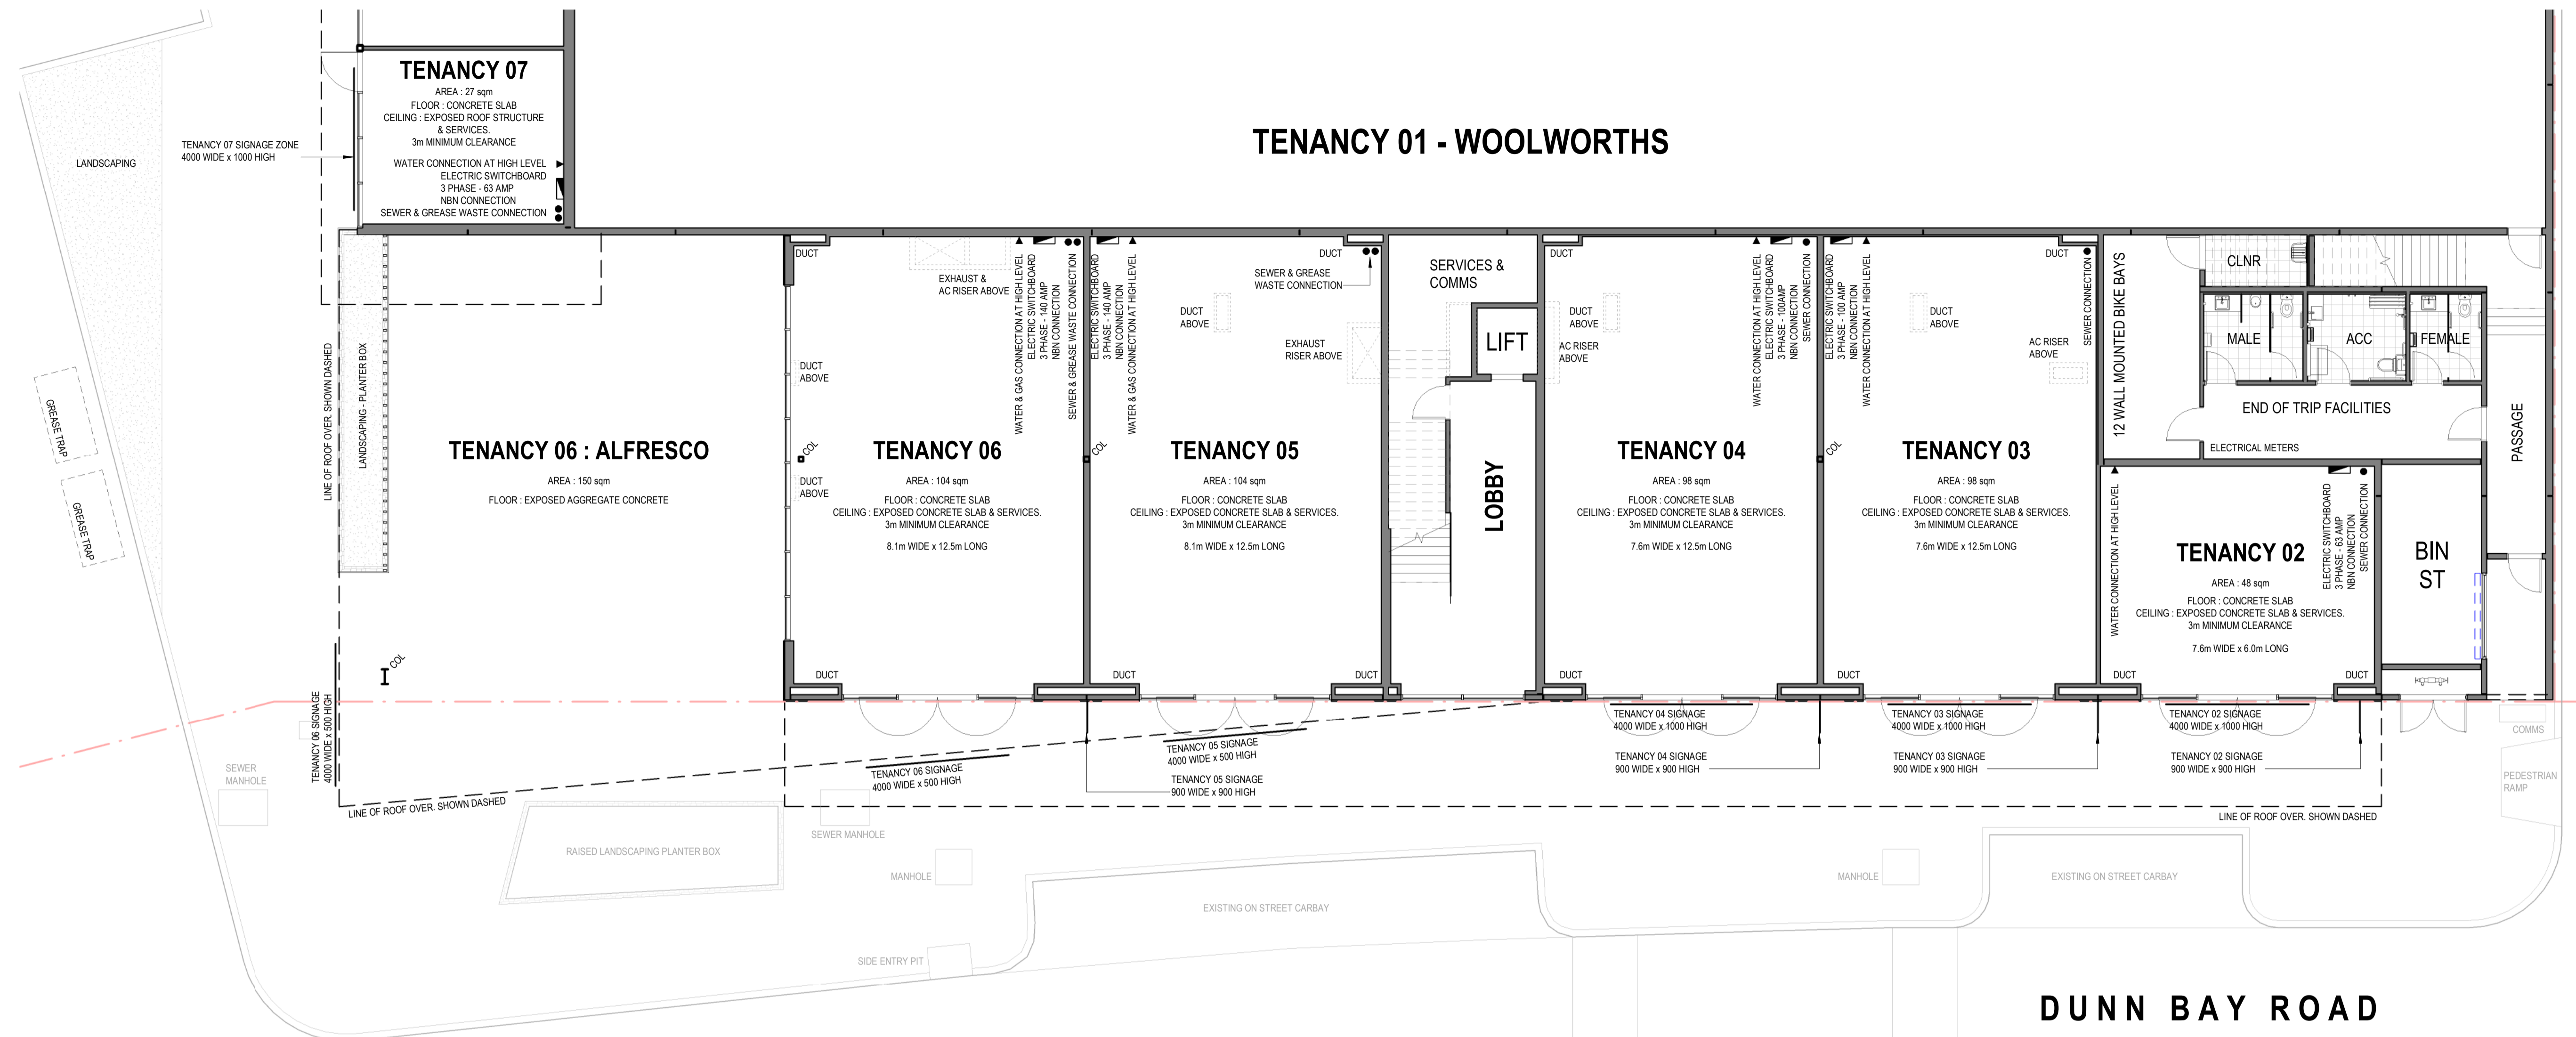 TENANCY 07
AREA : 27 sqm
FLOOR : CONCRETE SLAB
CEILING : EXPOSED ROOF STRUCTURE
& SERVICES.
3m MINIMUM CLEARANCE
WATER CONNECTION AT HIGH LEVEL
ELECTRIC SWITCHBOARD
3 PHASE - 63 AMP
NBN CONNECTION
SEWER & GREASE WASTE CONNECTION
TENANCY 07 SIGNAGE ZONE
4000 WIDE x 1000 HIGH
LANDSCAPING
TENANCY 01 - WOOLWORTHS
LINE OF ROOF OVER. SHOWN DASHED
LANDSCAPING - PLANTER BOX
GREASE TRAP
GREASE TRAP
TENANCY 06 : ALFRESCO
AREA : 150 sqm
FLOOR : EXPOSED AGGREGATE CONCRETE
COL
TENANCY 06 SIGNAGE
4000 WIDE x 500 HIGH
SEWER
MANHOLE
LINE OF ROOF OVER. SHOWN DASHED
RAISED LANDSCAPING PLANTER BOX
DUCT
EXHAUST &
AC RISER ABOVE
WATER & GAS CONNECTION AT HIGH LEVEL
ELECTRIC SWITCHBOARD
3 PHASE - 140 AMP
NBN CONNECTION
SEWER & GREASE WASTE CONNECTION
DUCT
ABOVE
COL
DUCT
ABOVE
TENANCY 06
AREA : 104 sqm
FLOOR : CONCRETE SLAB
CEILING : EXPOSED CONCRETE SLAB & SERVICES.
3m MINIMUM CLEARANCE
8.1m WIDE x 12.5m LONG
DUCT
TENANCY 06 SIGNAGE
4000 WIDE x 500 HIGH
SEWER MANHOLE
MANHOLE
SIDE ENTRY PIT
ELECTRIC SWITCHBOARD
3 PHASE - 140 AMP
NBN CONNECTION
WATER & GAS CONNECTION AT HIGH LEVEL
DUCT
SEWER & GREASE
WASTE CONNECTION
DUCT
ABOVE
EXHAUST
RISER ABOVE
COL
TENANCY 05
AREA : 104 sqm
FLOOR : CONCRETE SLAB
CEILING : EXPOSED CONCRETE SLAB & SERVICES.
3m MINIMUM CLEARANCE
8.1m WIDE x 12.5m LONG
DUCT
DUCT
TENANCY 05 SIGNAGE
4000 WIDE x 500 HIGH
TENANCY 05 SIGNAGE
900 WIDE x 900 HIGH
EXISTING ON STREET CARBAY
SERVICES &
COMMS
LIFT
LOBBY
DUCT
DUCT
ABOVE
AC RISER
ABOVE
WATER CONNECTION AT HIGH LEVEL
ELECTRIC SWITCHBOARD
3 PHASE - 100AMP
NBN CONNECTION
SEWER CONNECTION
TENANCY 04
AREA : 98 sqm
FLOOR : CONCRETE SLAB
CEILING : EXPOSED CONCRETE SLAB & SERVICES.
3m MINIMUM CLEARANCE
7.6m WIDE x 12.5m LONG
DUCT
TENANCY 04 SIGNAGE
4000 WIDE x 1000 HIGH
TENANCY 04 SIGNAGE
900 WIDE x 900 HIGH
ELECTRIC SWITCHBOARD
3 PHASE - 100 AMP
NBN CONNECTION
WATER CONNECTION AT HIGH LEVEL
DUCT
SEWER CONNECTION
DUCT
ABOVE
AC RISER
ABOVE
COL
TENANCY 03
AREA : 98 sqm
FLOOR : CONCRETE SLAB
CEILING : EXPOSED CONCRETE SLAB & SERVICES.
3m MINIMUM CLEARANCE
7.6m WIDE x 12.5m LONG
DUCT
TENANCY 03 SIGNAGE
4000 WIDE x 1000 HIGH
TENANCY 03 SIGNAGE
900 WIDE x 900 HIGH
MANHOLE
12 WALL MOUNTED BIKE BAYS
CLNR
MALE
ACC
FEMALE
END OF TRIP FACILITIES
ELECTRICAL METERS
PASSAGE
WATER CONNECTION AT HIGH LEVEL
ELECTRIC SWITCHBOARD
3 PHASE - 63 AMP
NBN CONNECTION
SEWER CONNECTION
TENANCY 02
AREA : 48 sqm
FLOOR : CONCRETE SLAB
CEILING : EXPOSED CONCRETE SLAB & SERVICES.
3m MINIMUM CLEARANCE
7.6m WIDE x 6.0m LONG
DUCT
DUCT
BIN
ST
TENANCY 02 SIGNAGE
4000 WIDE x 1000 HIGH
TENANCY 02 SIGNAGE
900 WIDE x 900 HIGH
COMMS
PEDESTRIAN
RAMP
LINE OF ROOF OVER. SHOWN DASHED
EXISTING ON STREET CARBAY
DUNN BAY ROAD